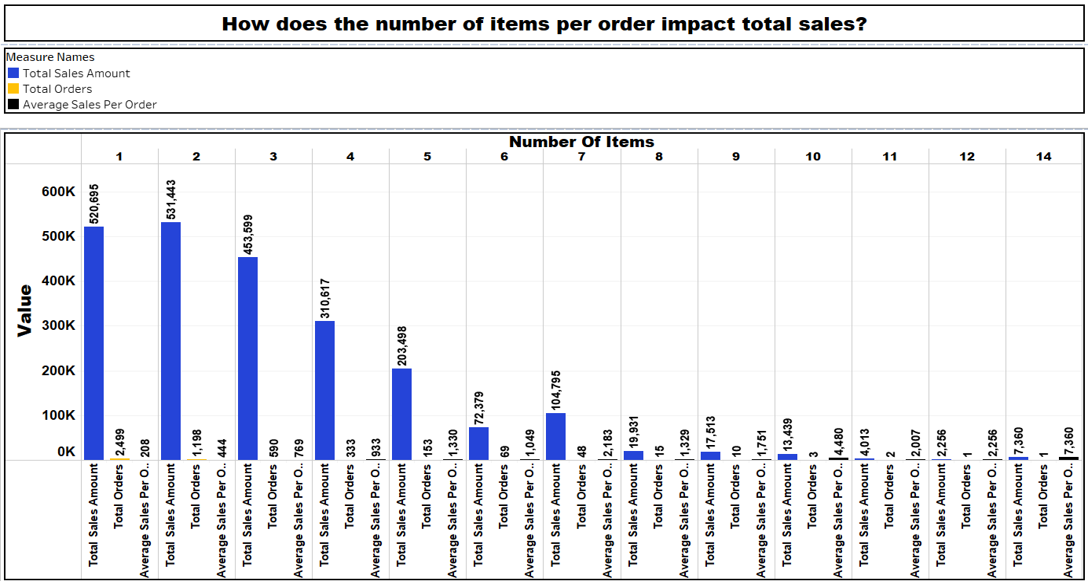 How does the number of items per order impact total sales?
Measure Names
Total Sales Amount
Total Orders
Average Sales Per Order
Number Of Items
1 2 3 4 5 6 7 8 9 10 11 12 14
Value
600K
500K
400K
300K
200K
100K
0K
520,695
2,499
208
531,443
1,198
444
453,599
590
769
310,617
333
933
203,498
153
1,330
72,379
69
1,049
104,795
48
2,183
19,931
15
1,329
17,513
10
1,751
13,439
3
4,480
4,013
2
2,007
2,256
1
2,256
7,360
1
7,360
Total Sales Amount
Total Orders
Average Sales Per O..
Total Sales Amount
Total Orders
Average Sales Per O..
Total Sales Amount
Total Orders
Average Sales Per O..
Total Sales Amount
Total Orders
Average Sales Per O..
Total Sales Amount
Total Orders
Average Sales Per O..
Total Sales Amount
Total Orders
Average Sales Per O..
Total Sales Amount
Total Orders
Average Sales Per O..
Total Sales Amount
Total Orders
Average Sales Per O..
Total Sales Amount
Total Orders
Average Sales Per O..
Total Sales Amount
Total Orders
Average Sales Per O..
Total Sales Amount
Total Orders
Average Sales Per O..
Total Sales Amount
Total Orders
Average Sales Per O..
Total Sales Amount
Total Orders
Average Sales Per O..